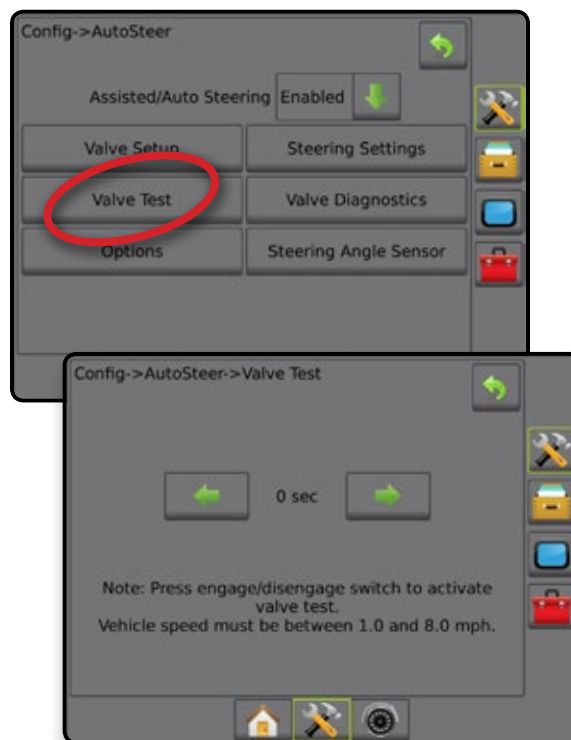 Config->AutoSteer
Assisted/Auto Steering Enabled
Valve Setup
Steering Settings
Valve Test
Valve Diagnostics
Options
Steering Angle Sensor
Config->AutoSteer->Valve Test
0 sec
Note: Press engage/disengage switch to activate
valve test.
Vehicle speed must be between 1.0 and 8.0 mph.